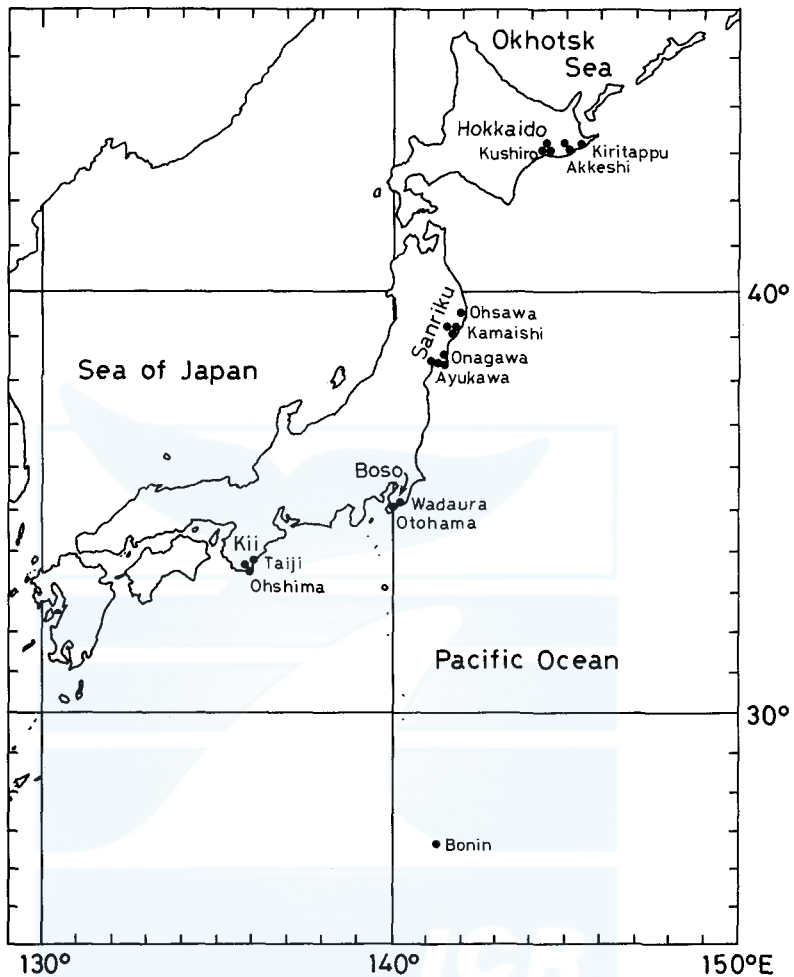 Okhotsk
Sea
Hokkaido
Kushiro
Kiritappu
Akkeshi
40°
Sanriku
Ohsawa
Kamaishi
Onagawa
Ayukawa
Sea of Japan
Boso
Wadaura
Otohama
Kii
Taiji
Ohshima
Pacific Ocean
30°
Bonin
ICR
130°
140°
150°E